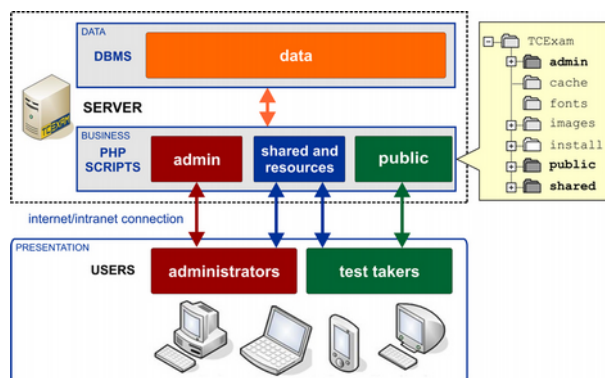 DATA
DBMS
data
SERVER
TCExam
BUSINESS
PHP
SCRIPTS
admin
shared and
resources
public
internet/intranet connection
PRESENTATION
USERS
administrators
test takers
TCExam
admin
cache
fonts
images
install
public
shared